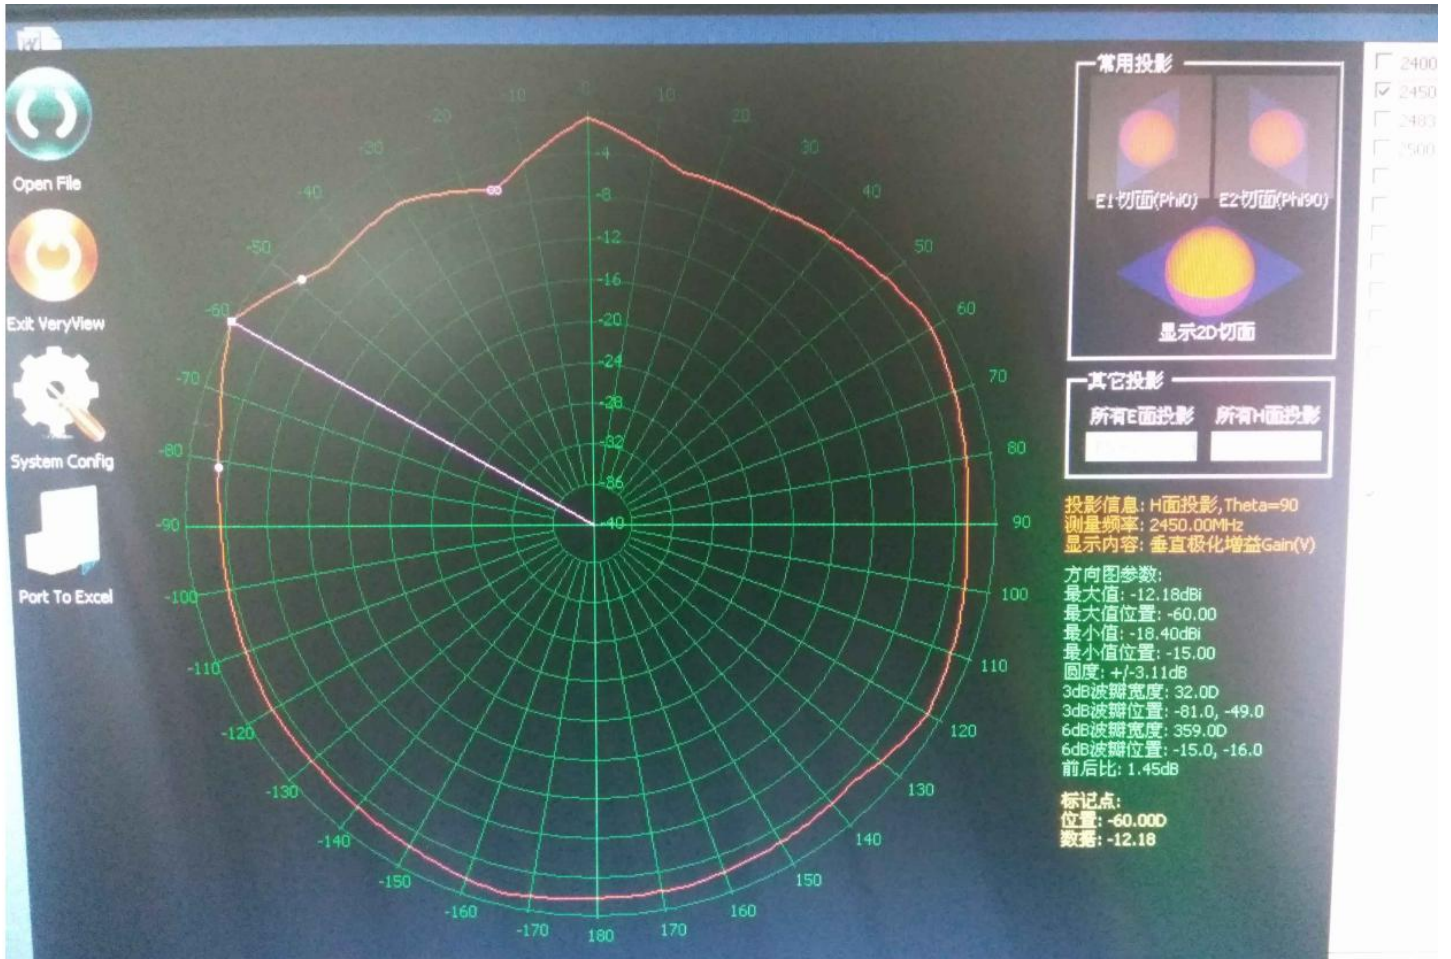 Open File
Exit VeryView
System Config
Port To Excel
-10
0
10
-20
20
-30
30
-40
40
-50
50
-60
60
-70
70
-80
80
-90
90
-100
100
-110
110
-120
120
-130
130
-140
140
-150
150
-160
160
-170
170
180
-4
-8
-12
-16
-20
-24
-28
-32
-36
-40
常用投影
E1切面(Phi0)
E2切面(Phi90)
显示2D切面
其它投影
所有E面投影
所有H面投影
投影信息: H面投影,Theta=90
测量频率: 2450.00MHz
显示内容: 垂直极化增益Gain(V)
方向图参数:
最大值: -12.18dBi
最大值位置: -60.00
最小值: -18.40dBi
最小值位置: -15.00
圆度: +/-3.11dB
3dB波瓣宽度: 32.0D
3dB波瓣位置: -81.0, -49.0
6dB波瓣宽度: 359.0D
6dB波瓣位置: -15.0, -16.0
前后比: 1.45dB
标记点:
位置: -60.00D
数据: -12.18
2400
2450
2483
2500